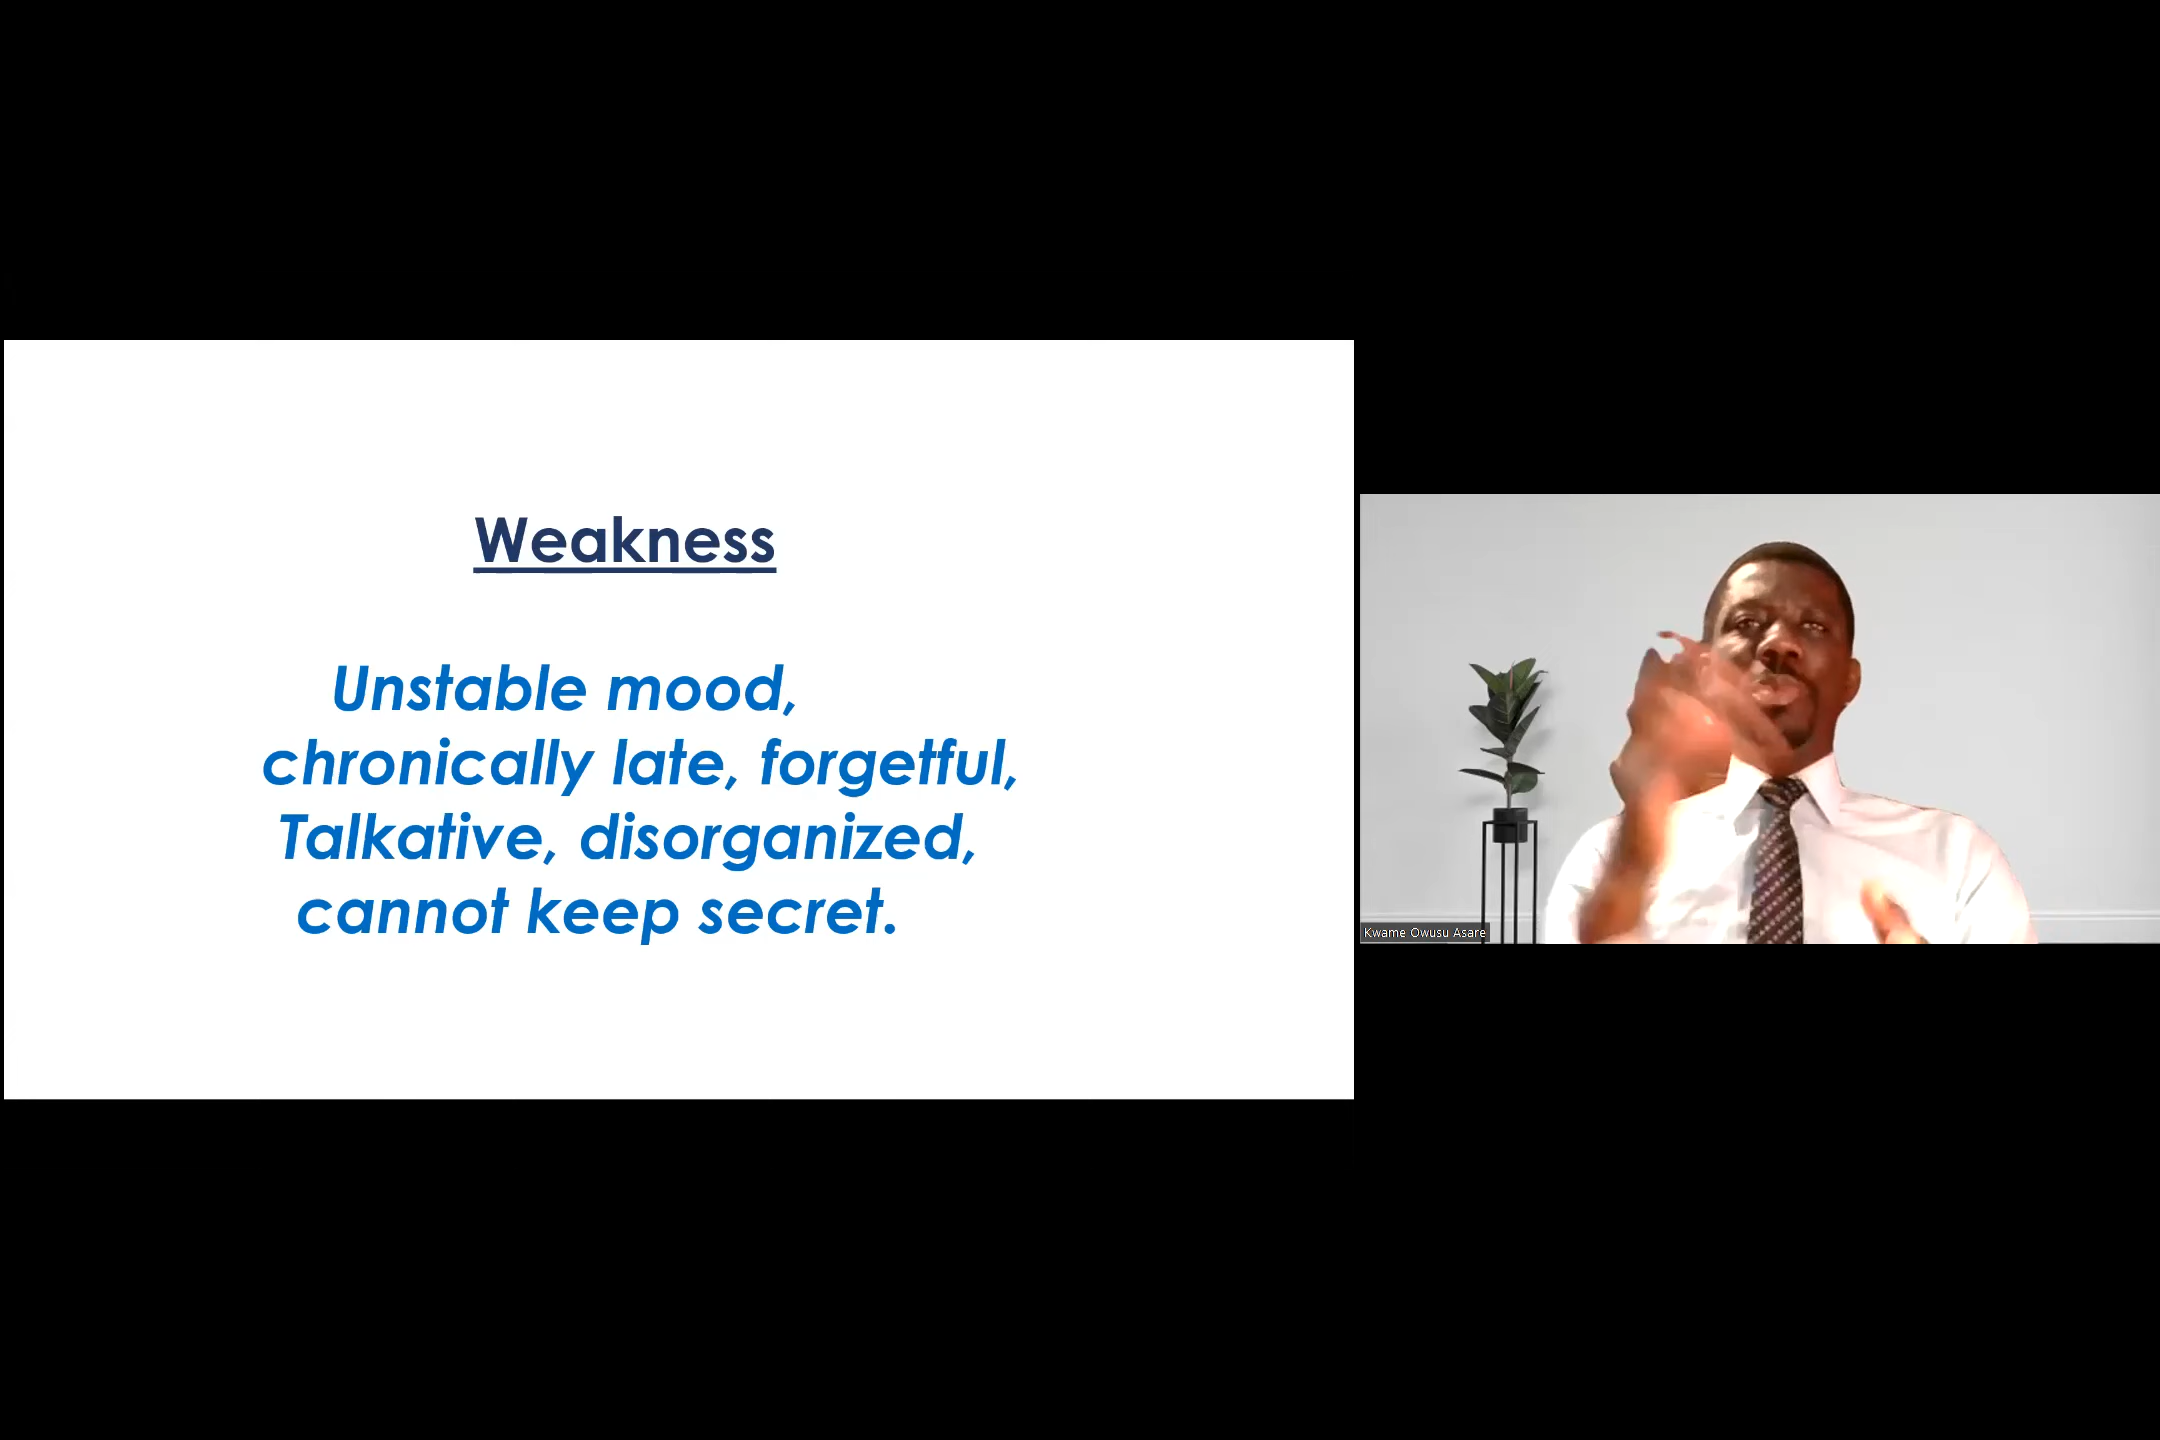 Weakness
Unstable mood,
chronically late, forgetful,
Talkative, disorganized,
cannot keep secret.
Kwame Owusu Asare